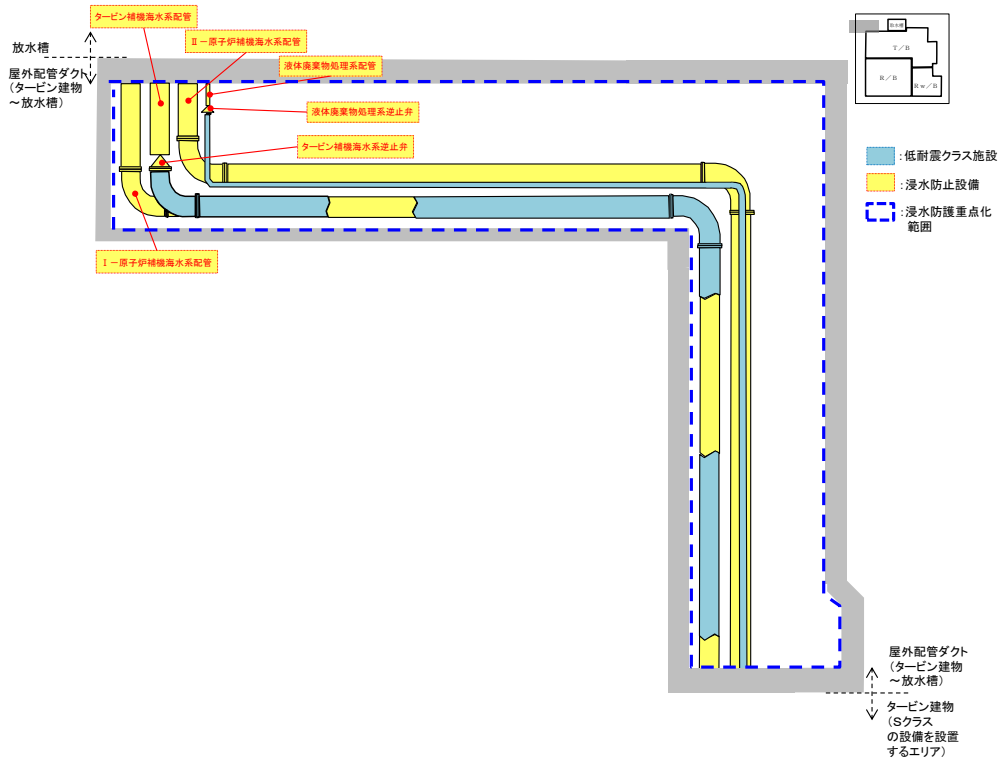 タービン補機海水系配管
放水槽
Ⅱ－原子炉補機海水系配管
屋外配管ダクト
（タービン建物
～放水槽）
液体廃棄物処理系配管
液体廃棄物処理系逆止弁
タービン補機海水系逆止弁
Ⅰ－原子炉補機海水系配管
T／B
R／B
Rw／B
：低耐震クラス施設
：浸水防止設備
：浸水防護重点化
範囲
屋外配管ダクト
（タービン建物
～放水槽）
タービン建物
（Sクラス
の設備を設置
するエリア）